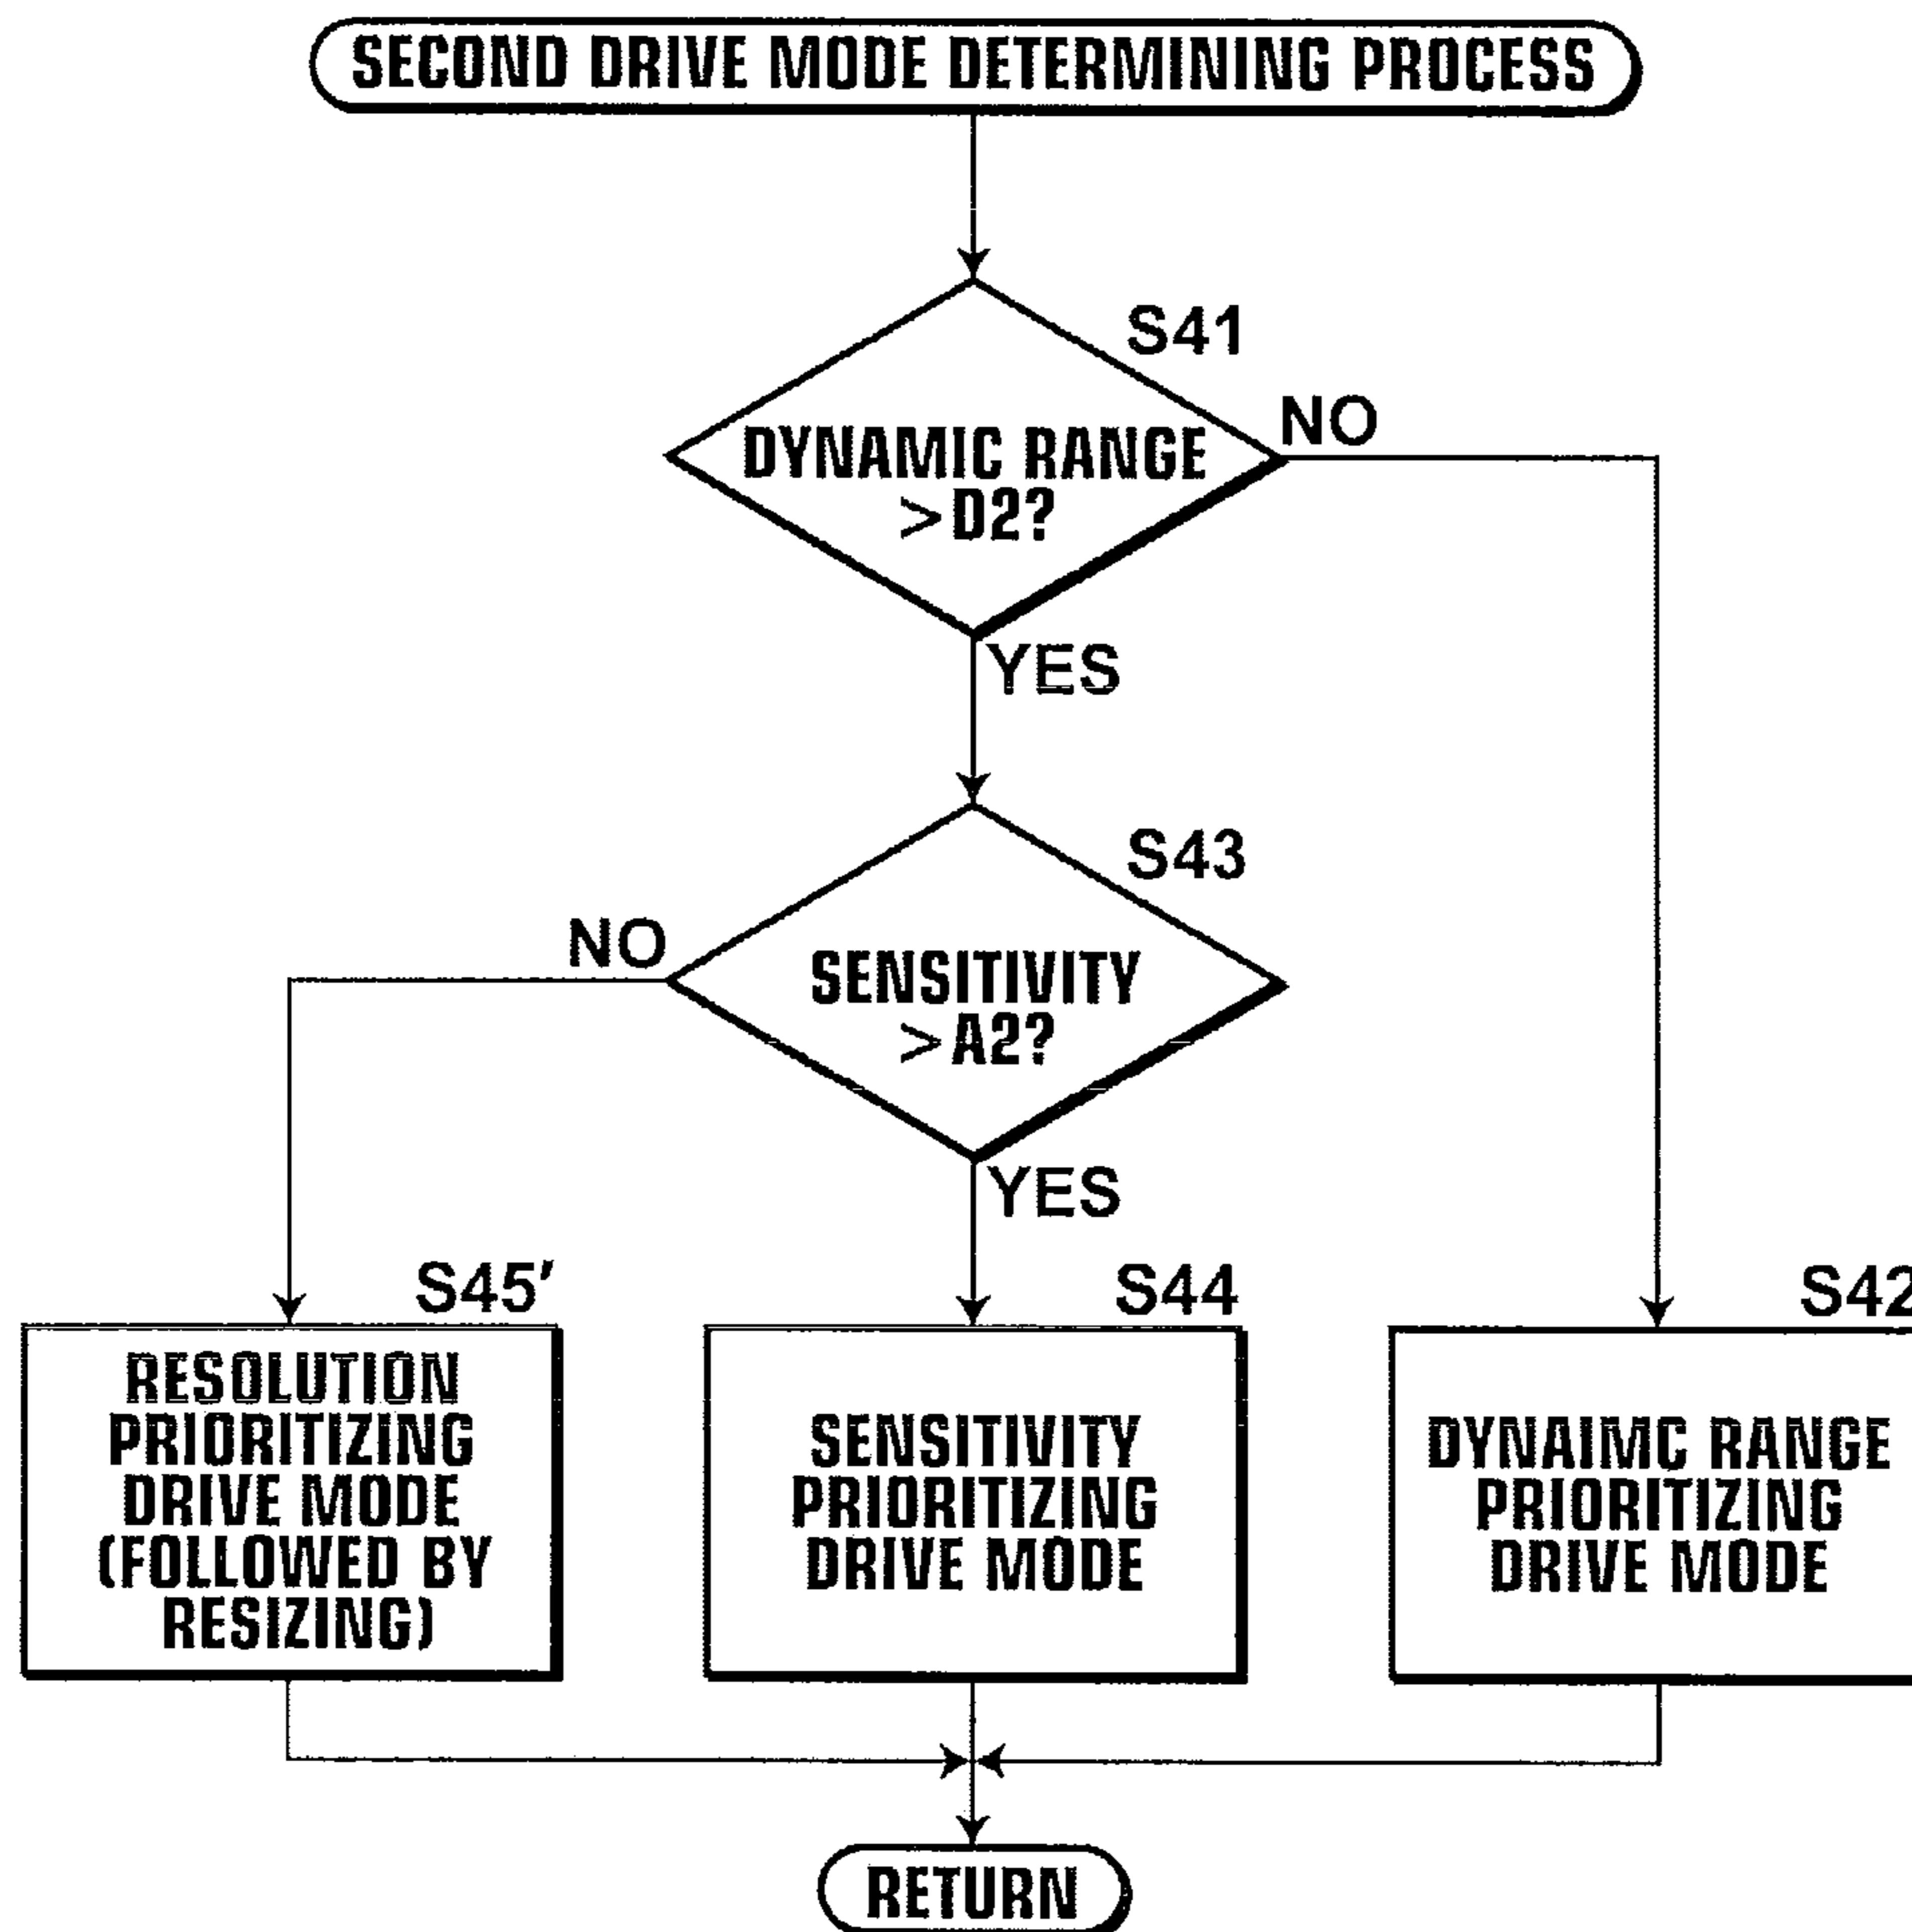 SECOND DRIVE MODE DETERMINING PROCESS
S41
DYNAMIC RANGE
>D2?
NO
YES
S43
SENSITIVITY
>A2?
NO
YES
S45'
RESOLUTION
PRIORITIZING
DRIVE MODE
(FOLLOWED BY
RESIZING)
S44
SENSITIVITY
PRIORITIZING
DRIVE MODE
S42
DYNAIMC RANGE
PRIORITIZING
DRIVE MODE
RETURN